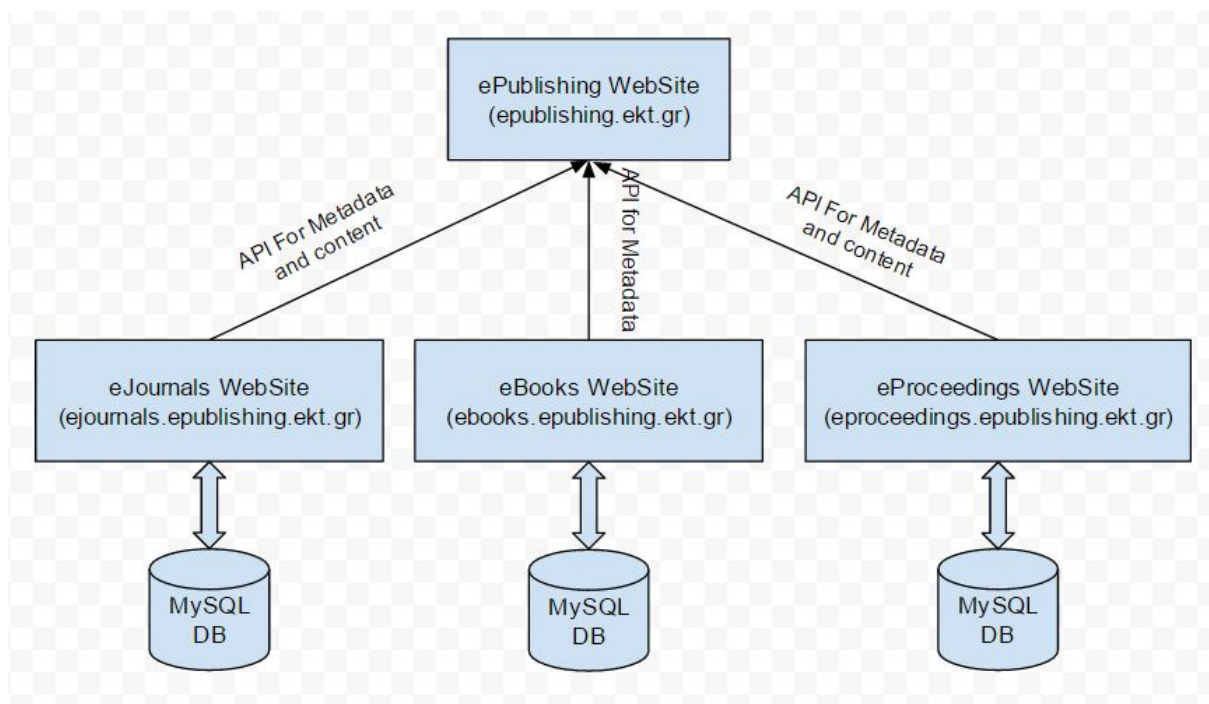 ePublishing WebSite
(epublishing.ekt.gr)
API For Metadata
and content
API for Metadata
API For Metadata
and content
eJournals WebSite
(ejournals.epublishing.ekt.gr)
eBooks WebSite
(ebooks.epublishing.ekt.gr)
eProceedings WebSite
(eproceedings.epublishing.ekt.gr)
MySQL
DB
MySQL
DB
MySQL
DB